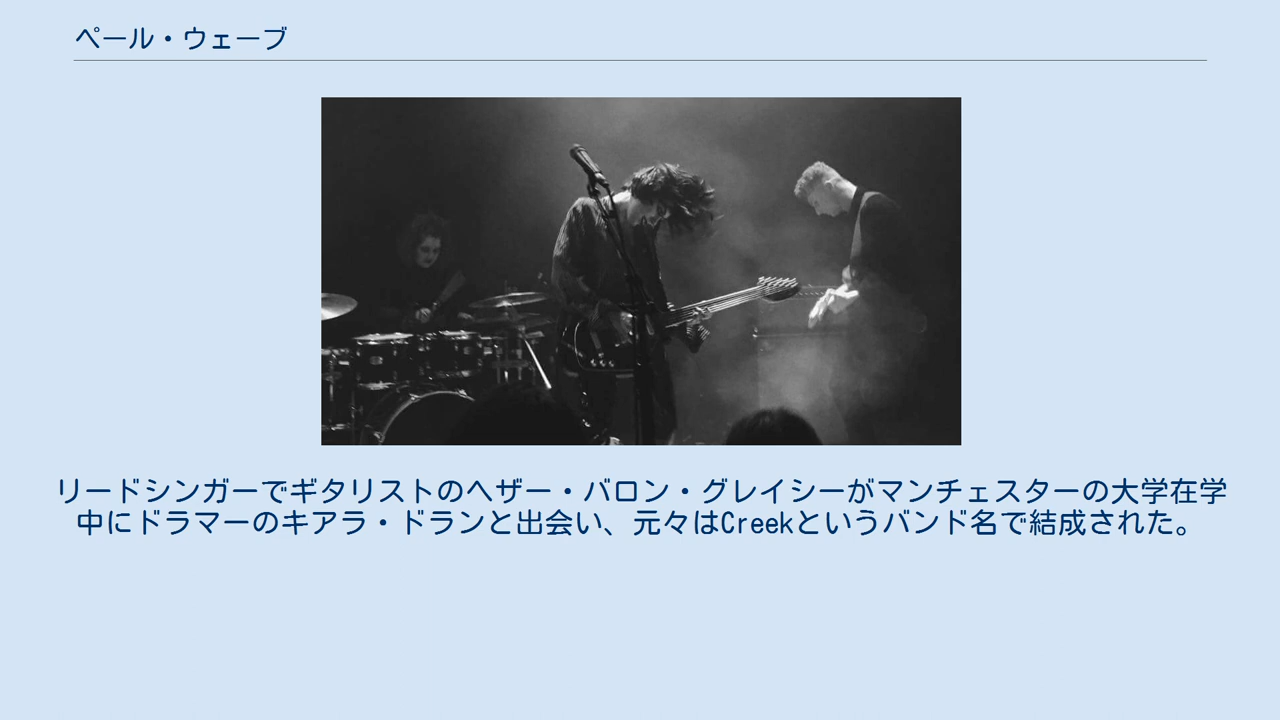 ペール・ウェーブ
リードシンガーでギタリストのヘザー・バロン・グレイシーがマンチェスターの大学在学
中にドラマーのキアラ・ドランと出会い、元々はCreekというバンド名で結成された。